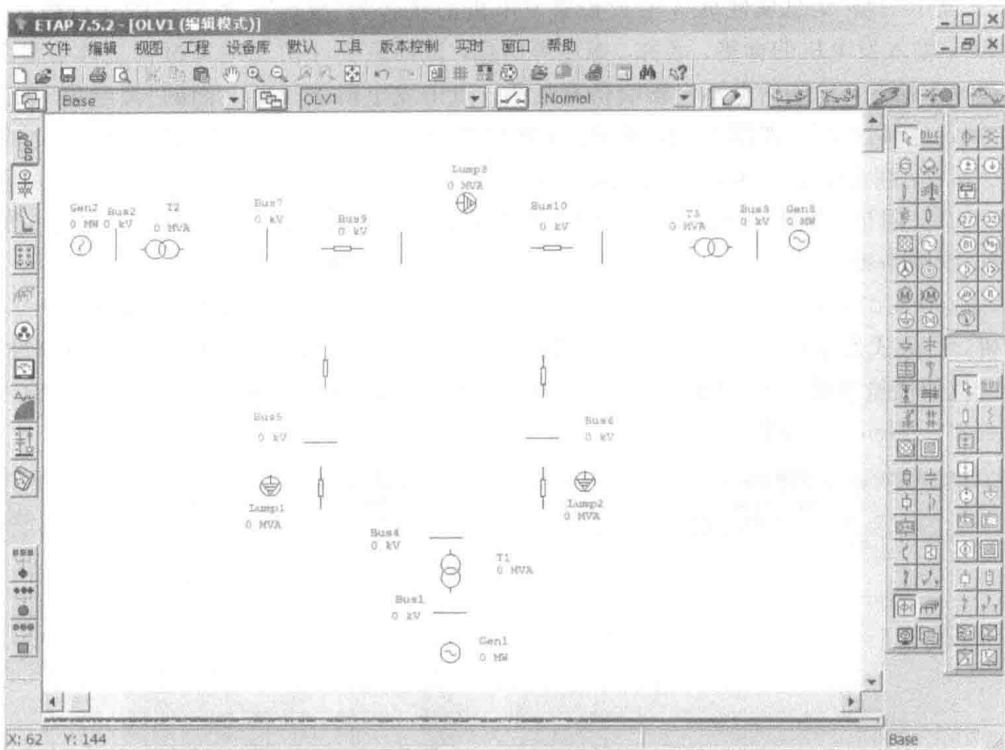 ETAP 7.5.2 - [OLV1 (编辑模式)]
文件 编辑 视图 工程 设备库 默认 工具 版本控制 实时 窗口 帮助
Base OLV1 Normal
Lump3
0 MVA
Gen2 Bus2 T2 Bus7 Bus9 Bus10 T3 Bus8
0 MW 0 kV 0 MVA 0 kV 0 kV 0 kV 0 MVA 0 kV 0 MW
Bus5 Bus6
0 kV 0 kV
Lump1 Lump2
0 MVA 0 MVA
Bus4
0 kV
T1
0 MVA
Bus1
0 kV
Gen1
0 MW
X: 62 Y: 144 Base